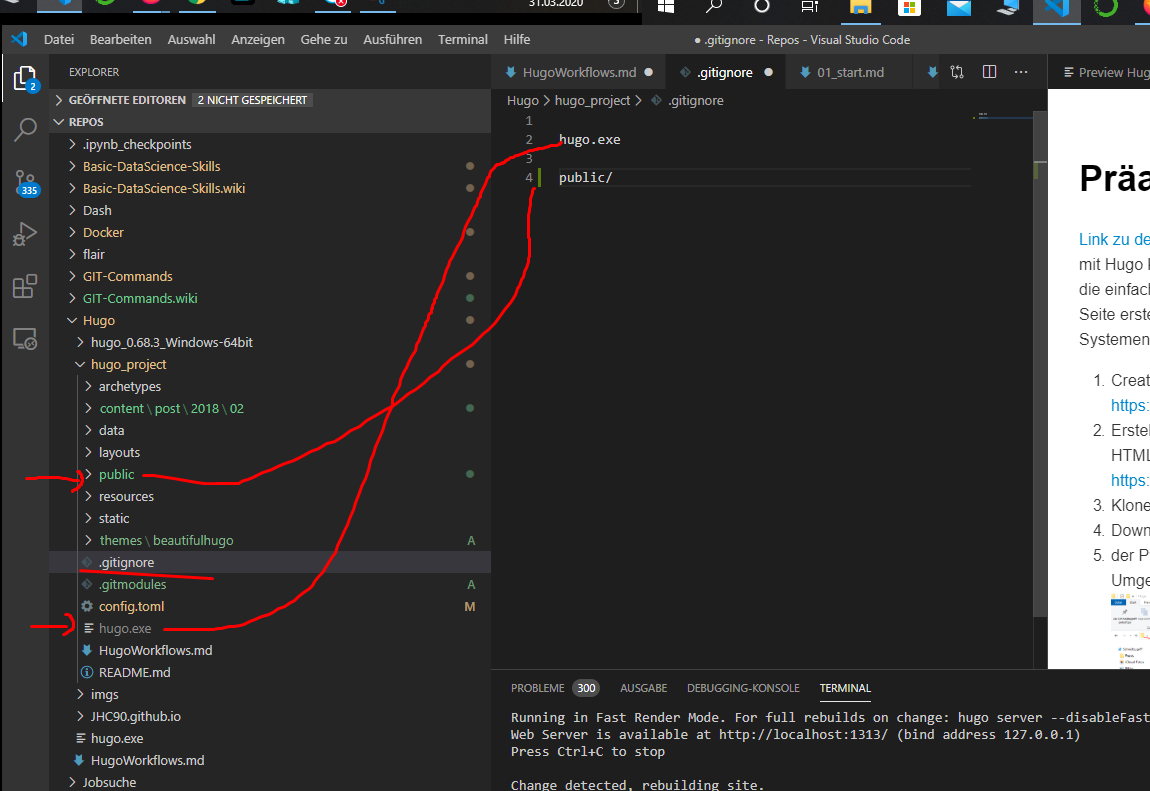 31.03.2020
Datei Bearbeiten Auswahl Anzeigen Gehe zu Ausführen Terminal Hilfe
● .gitignore - Repos - Visual Studio Code
EXPLORER
2
GEÖFFNETE EDITOREN 2 NICHT GESPEICHERT
REPOS
.ipynb_checkpoints
Basic-DataScience-Skills
Basic-DataScience-Skills.wiki
335
Dash
Docker
flair
GIT-Commands
GIT-Commands.wiki
Hugo
hugo_0.68.3_Windows-64bit
hugo_project
archetypes
content \ post \ 2018 \ 02
data
layouts
public
resources
static
themes \ beautifulhugo A
.gitignore
.gitmodules A
config.toml M
hugo.exe
HugoWorkflows.md
README.md
imgs
JHC90.github.io
hugo.exe
HugoWorkflows.md
Jobsuche
HugoWorkflows.md ● .gitignore ● 01_start.md
Hugo > hugo_project > .gitignore
1
2 hugo.exe
3
4 public/
PROBLEME 300 AUSGABE DEBUGGING-KONSOLE TERMINAL
Running in Fast Render Mode. For full rebuilds on change: hugo server --disableFast
Web Server is available at http://localhost:1313/ (bind address 127.0.0.1)
Press Ctrl+C to stop
Change detected, rebuilding site.
Preview Hug
Präa
Link zu de
mit Hugo
die einfach
Seite erste
Systemen
1. Creat
https:
2. Erstel
HTML
https:
3. Klone
4. Down
5. der P
Umge